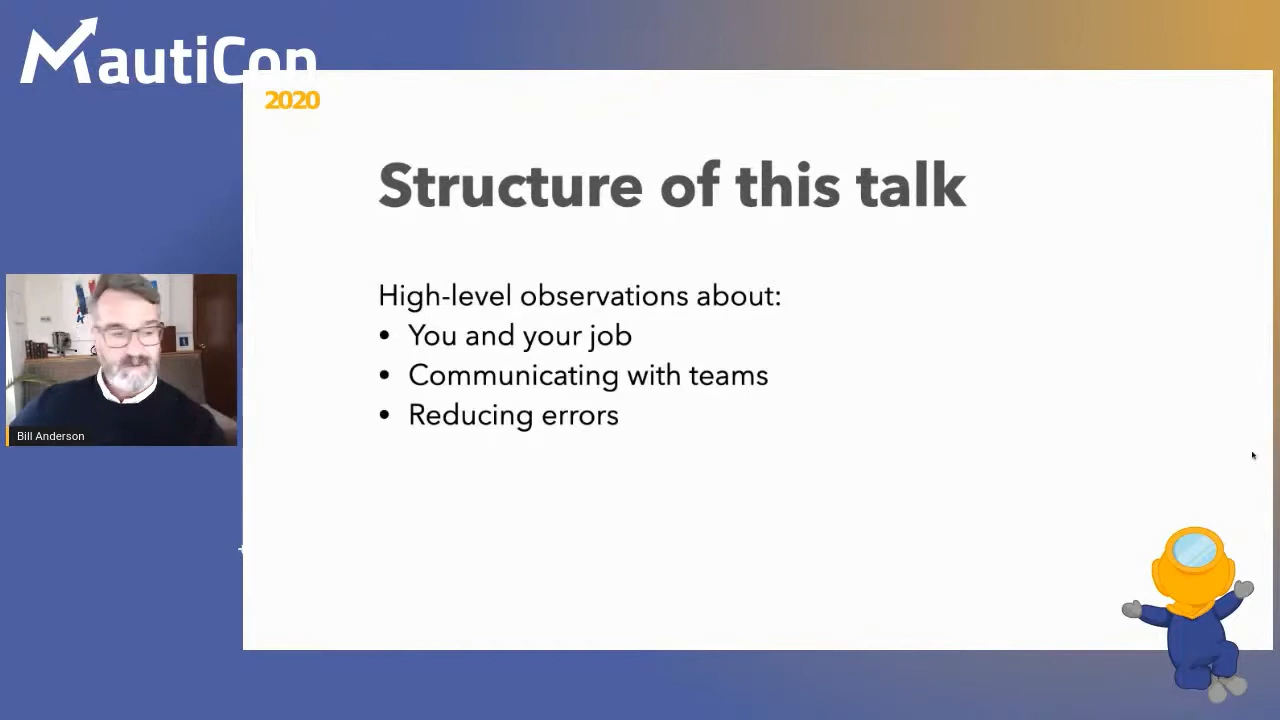 MautiCon
2020
Structure of this talk
High-level observations about:
• You and your job
• Communicating with teams
• Reducing errors
Bill Anderson